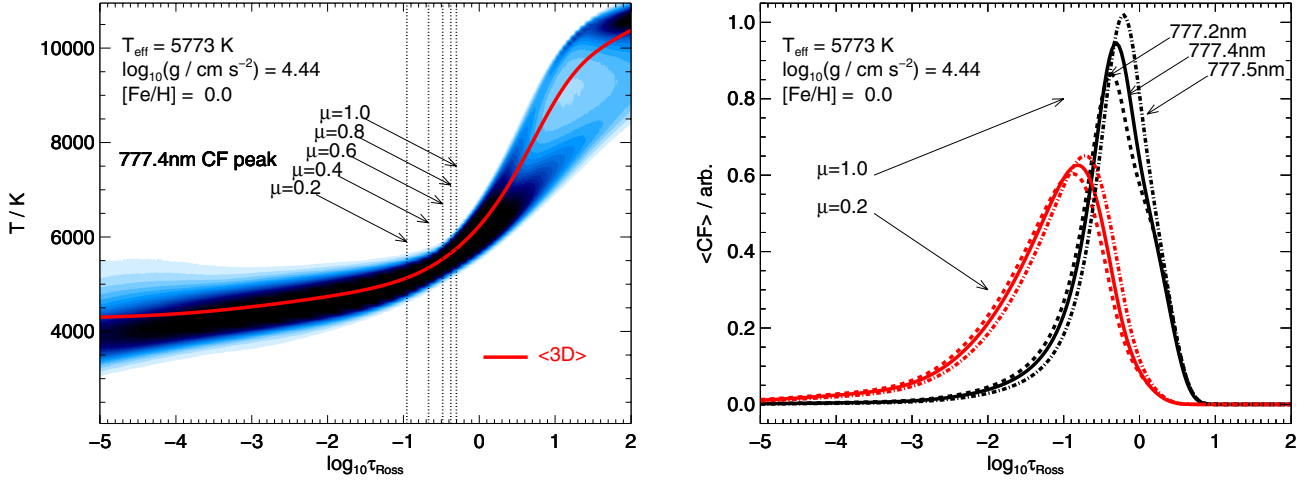 10000
8000
6000
4000
T / K
T_eff = 5773 K
log₁₀(g / cm s⁻²) = 4.44
[Fe/H] = 0.0
μ=1.0
μ=0.8
μ=0.6
μ=0.4
μ=0.2
777.4nm CF peak
<3D>
−5 −4 −3 −2 −1 0 1 2
log₁₀τ_Ross
1.0
0.8
0.6
0.4
0.2
0.0
<CF> / arb.
T_eff = 5773 K
log₁₀(g / cm s⁻²) = 4.44
[Fe/H] = 0.0
777.2nm
777.4nm
777.5nm
μ=1.0
μ=0.2
−5 −4 −3 −2 −1 0 1 2
log₁₀τ_Ross